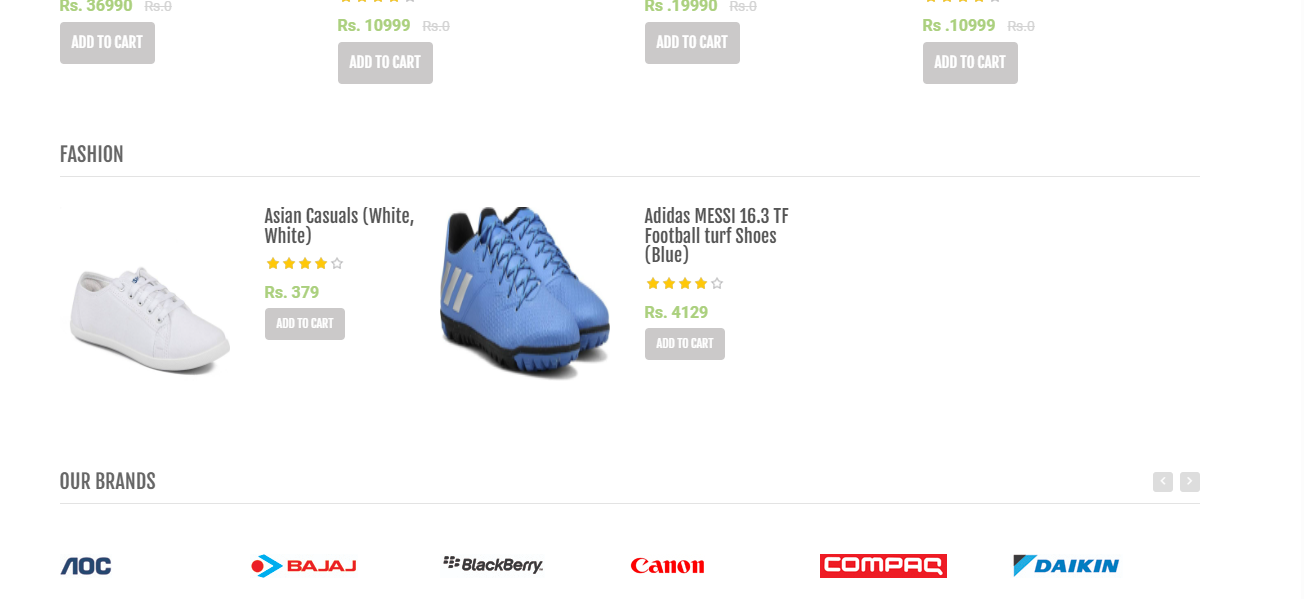 Rs. 36990 Rs.0
ADD TO CART
Rs. 10999 Rs.0
ADD TO CART
Rs .19990 Rs.0
ADD TO CART
Rs .10999 Rs.0
ADD TO CART
FASHION
Asian Casuals (White,
White)
Rs. 379
ADD TO CART
Adidas MESSI 16.3 TF
Football turf Shoes
(Blue)
Rs. 4129
ADD TO CART
OUR BRANDS
AOC
BAJAJ
BlackBerry.
Canon
COMPAQ
DAIKIN